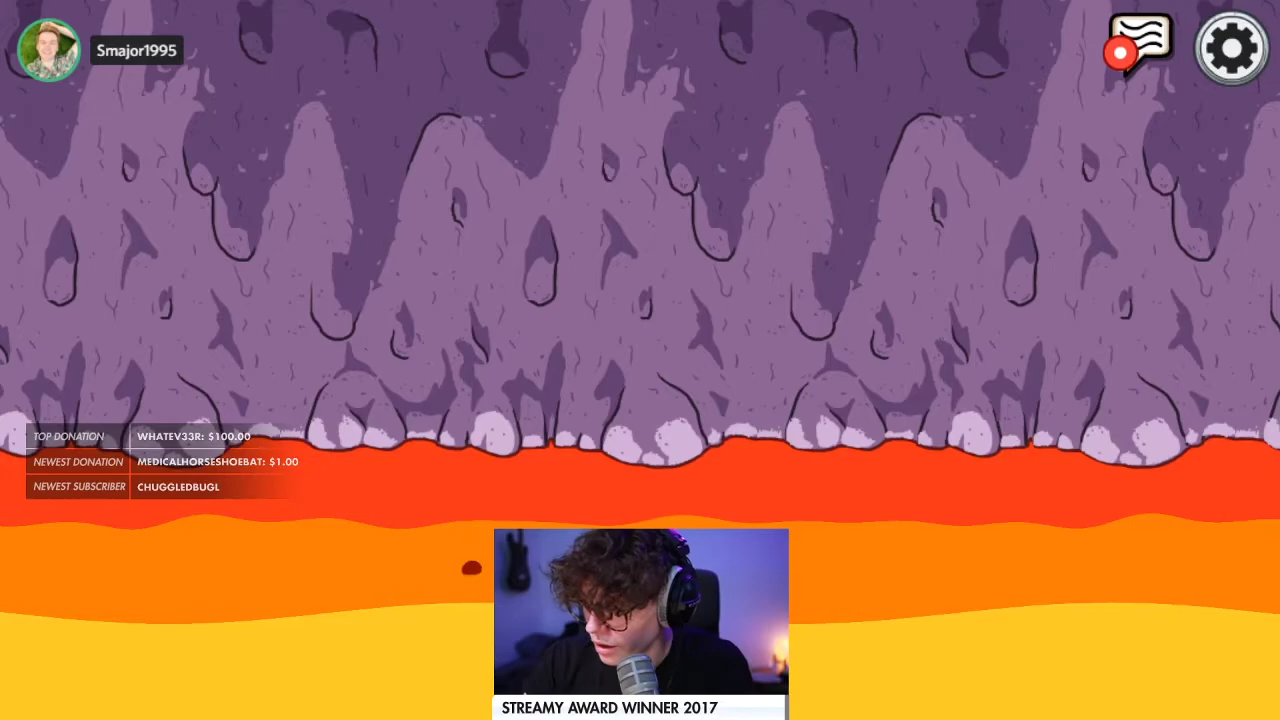 Smajor1995
TOP DONATION WHATEV33R: $100.00
NEWEST DONATION MEDICALHORSESHOEBAT: $1.00
NEWEST SUBSCRIBER CHUGGLEDBUGL
STREAMY AWARD WINNER 2017